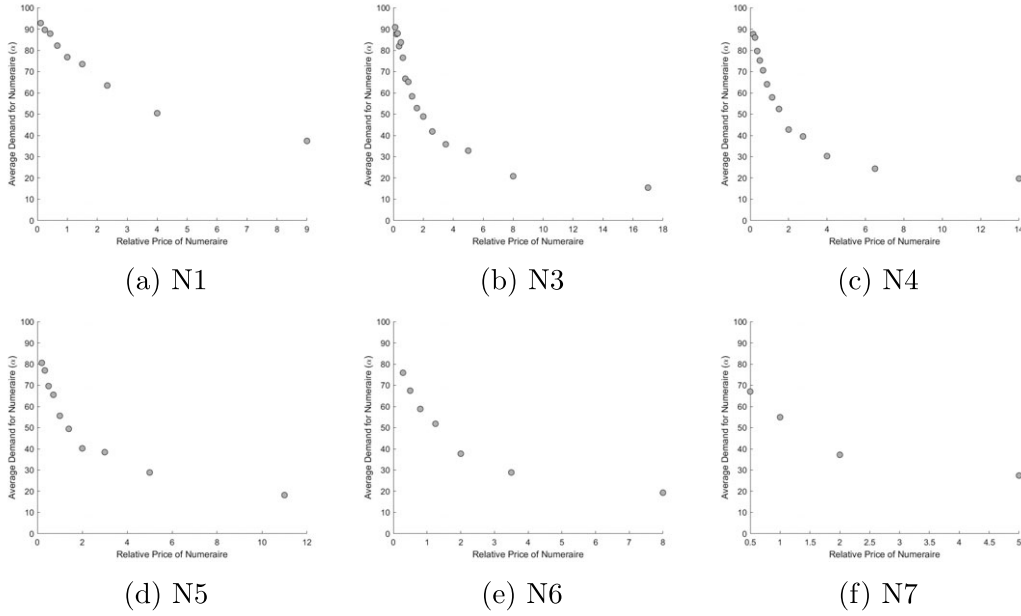 Average Demand for Numeraire (α)
100
90
80
70
60
50
40
30
20
10
0
0 1 2 3 4 5 6 7 8 9
Relative Price of Numeraire
(a) N1
Average Demand for Numeraire (α)
100
90
80
70
60
50
40
30
20
10
0
0 2 4 6 8 10 12 14 16 18
Relative Price of Numeraire
(b) N3
Average Demand for Numeraire (α)
100
90
80
70
60
50
40
30
20
10
0
0 2 4 6 8 10 12 14
Relative Price of Numeraire
(c) N4
Average Demand for Numeraire (α)
100
90
80
70
60
50
40
30
20
10
0
0 2 4 6 8 10 12
Relative Price of Numeraire
(d) N5
Average Demand for Numeraire (α)
100
90
80
70
60
50
40
30
20
10
0
0 1 2 3 4 5 6 7 8
Relative Price of Numeraire
(e) N6
Average Demand for Numeraire (α)
100
90
80
70
60
50
40
30
20
10
0
0.5 1 1.5 2 2.5 3 3.5 4 4.5 5
Relative Price of Numeraire
(f) N7